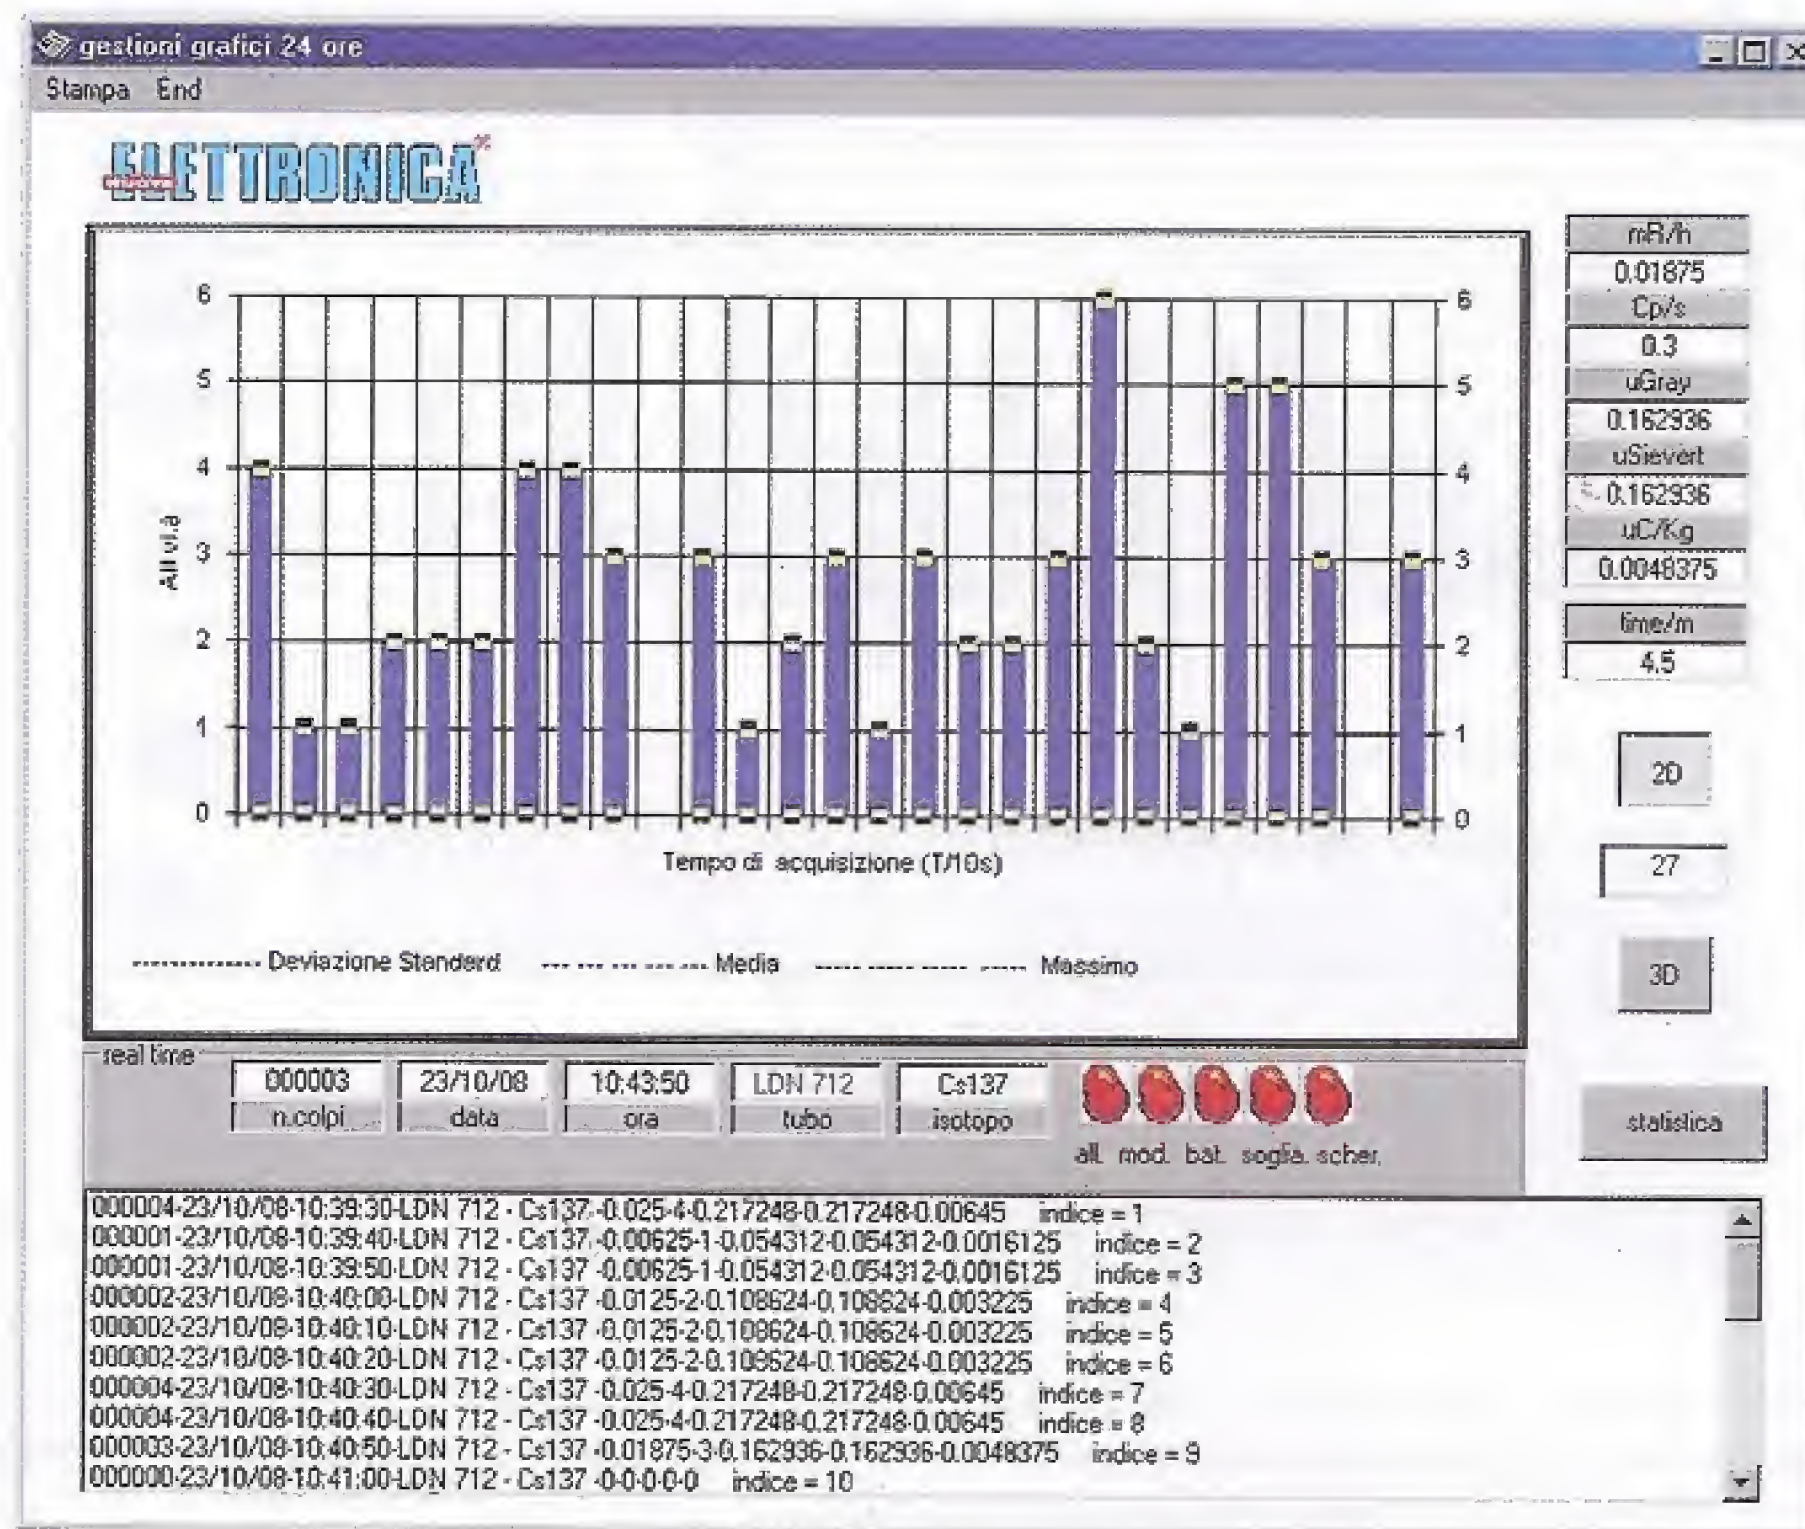 gestioni grafici 24 ore
Stampa End
ELETTRONICA
6
5
4
3
2
1
0
6
5
4
3
2
1
0
Tempo di acquisizione (T/10s)
Deviazione Standard Media Massimo
mR/h
0.01875
Cp/s
0.3
uGray
0.162936
uSievert
0.162936
uC/Kg
0.0048375
time/m
4.5
2D
27
3D
statistica
real time
000003 23/10/08 10:43:50 LDN 712 Cs137
n.colpi data ora tubo isotopo
all. mod. bat. soglia. scher.
000004-23/10/08-10:39:30-LDN 712 - Cs137 -0.025-4-0.217248-0.217248-0.00645 indice = 1
000001-23/10/08-10:39:40-LDN 712 - Cs137 -0.00625-1-0.054312-0.054312-0.0016125 indice = 2
000001-23/10/08-10:39:50-LDN 712 - Cs137 -0.00625-1-0.054312-0.054312-0.0016125 indice = 3
000002-23/10/08-10:40:00-LDN 712 - Cs137 -0.0125-2-0.108624-0.108624-0.003225 indice = 4
000002-23/10/08-10:40:10-LDN 712 - Cs137 -0.0125-2-0.108624-0.108624-0.003225 indice = 5
000002-23/10/08-10:40:20-LDN 712 - Cs137 -0.0125-2-0.108624-0.108624-0.003225 indice = 6
000004-23/10/08-10:40:30-LDN 712 - Cs137 -0.025-4-0.217248-0.217248-0.00645 indice = 7
000004-23/10/08-10:40:40-LDN 712 - Cs137 -0.025-4-0.217248-0.217248-0.00645 indice = 8
000003-23/10/08-10:40:50-LDN 712 - Cs137 -0.01875-3-0.162936-0.162936-0.0048375 indice = 9
000000-23/10/08-10:41:00-LDN 712 - Cs137 -0-0-0-0-0 indice = 10